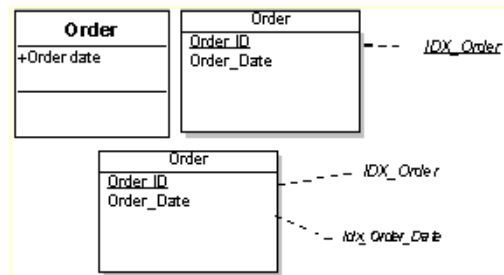 Order
+Order date
Order
Order ID
Order_Date
IDX_Order
Order
Order ID
Order_Date
IDX_Order
Idx_Order_Date